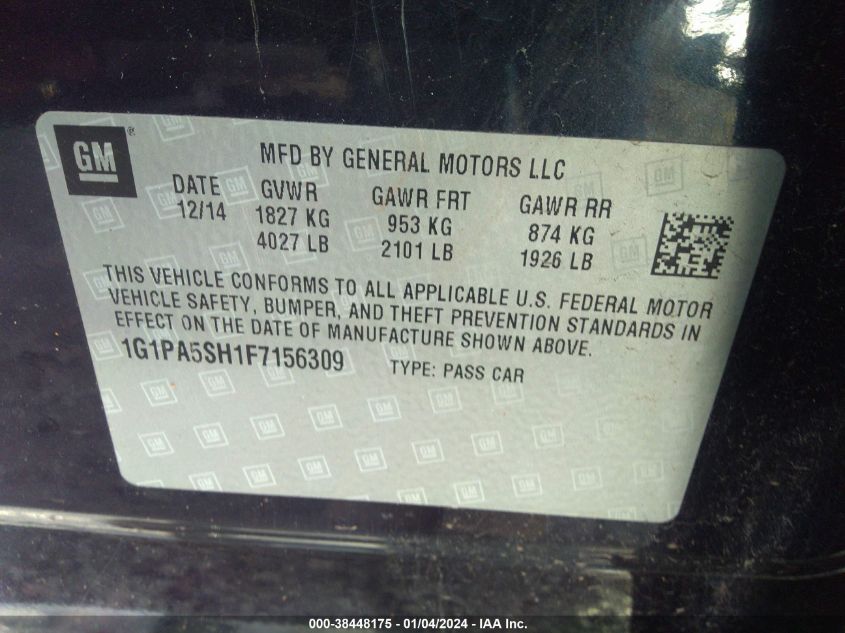 GM®
MFD BY GENERAL MOTORS LLC
DATE GVWR GAWR FRT GAWR RR
12/14 1827 KG 953 KG 874 KG
4027 LB 2101 LB 1926 LB
THIS VEHICLE CONFORMS TO ALL APPLICABLE U.S. FEDERAL MOTOR
VEHICLE SAFETY, BUMPER, AND THEFT PREVENTION STANDARDS IN
EFFECT ON THE DATE OF MANUFACTURE SHOWN ABOVE.
1G1PA5SH1F7156309 TYPE: PASS CAR
000-38448175 - 01/04/2024 - IAA Inc.